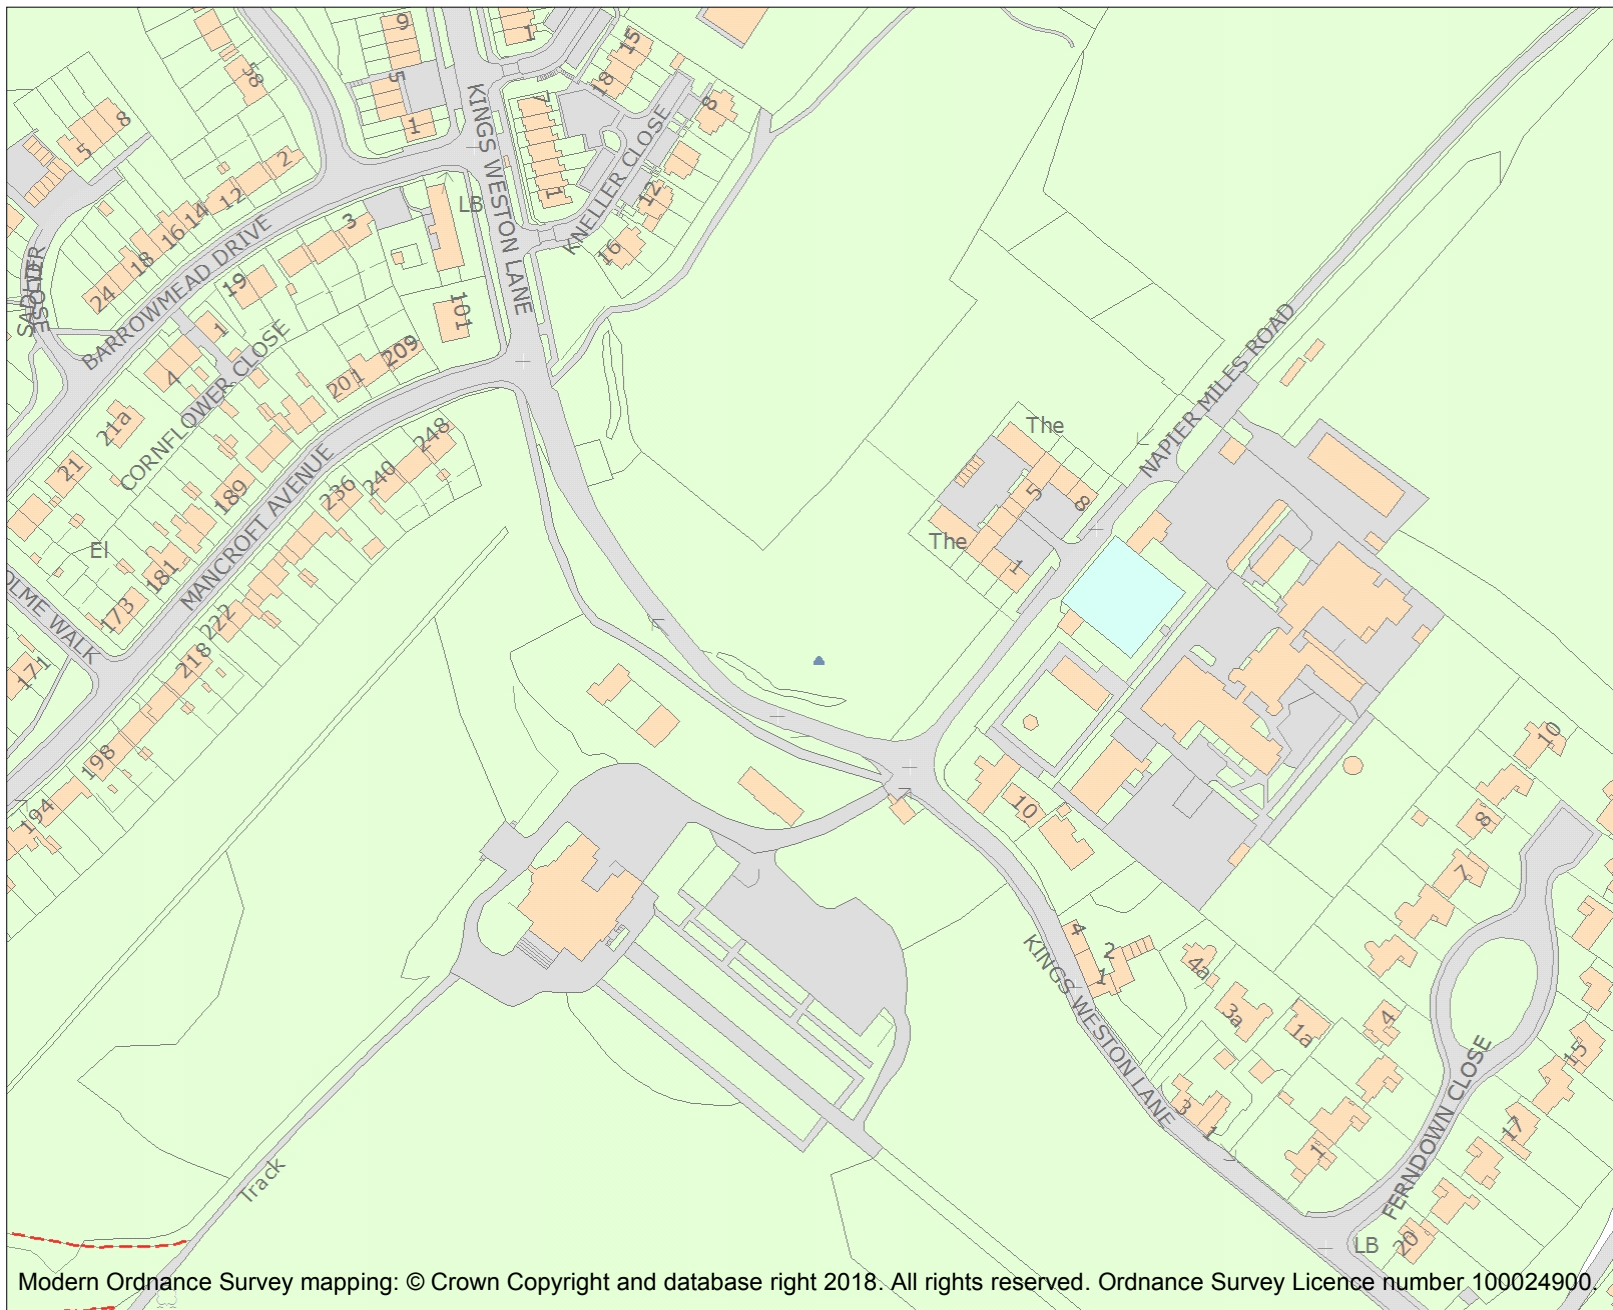 9
1
15
58
5
18
KINGS WESTON LANE
7
8
8
1
5
2
KNELLER CLOSE
12
14
12
1
LB
3
16
18
16
SADLIER
CLOSE
24
19
BARROWMEAD DRIVE
101
1
NAPIER MILES ROAD
209
4
201
CORNFLOWER CLOSE
21a
The
248
21
240
236
189
5
8
MANCROFT AVENUE
El
The
181
1
173
222
OLME WALK
218
171
10
198
194
10
8
7
4
2
1
4a
KINGS WESTON LANE
3a
1a
4
15
FERNDOWN CLOSE
3
1
17
1
Track
20
LB
Modern Ordnance Survey mapping: © Crown Copyright and database right 2018. All rights reserved. Ordnance Survey Licence number 100024900.